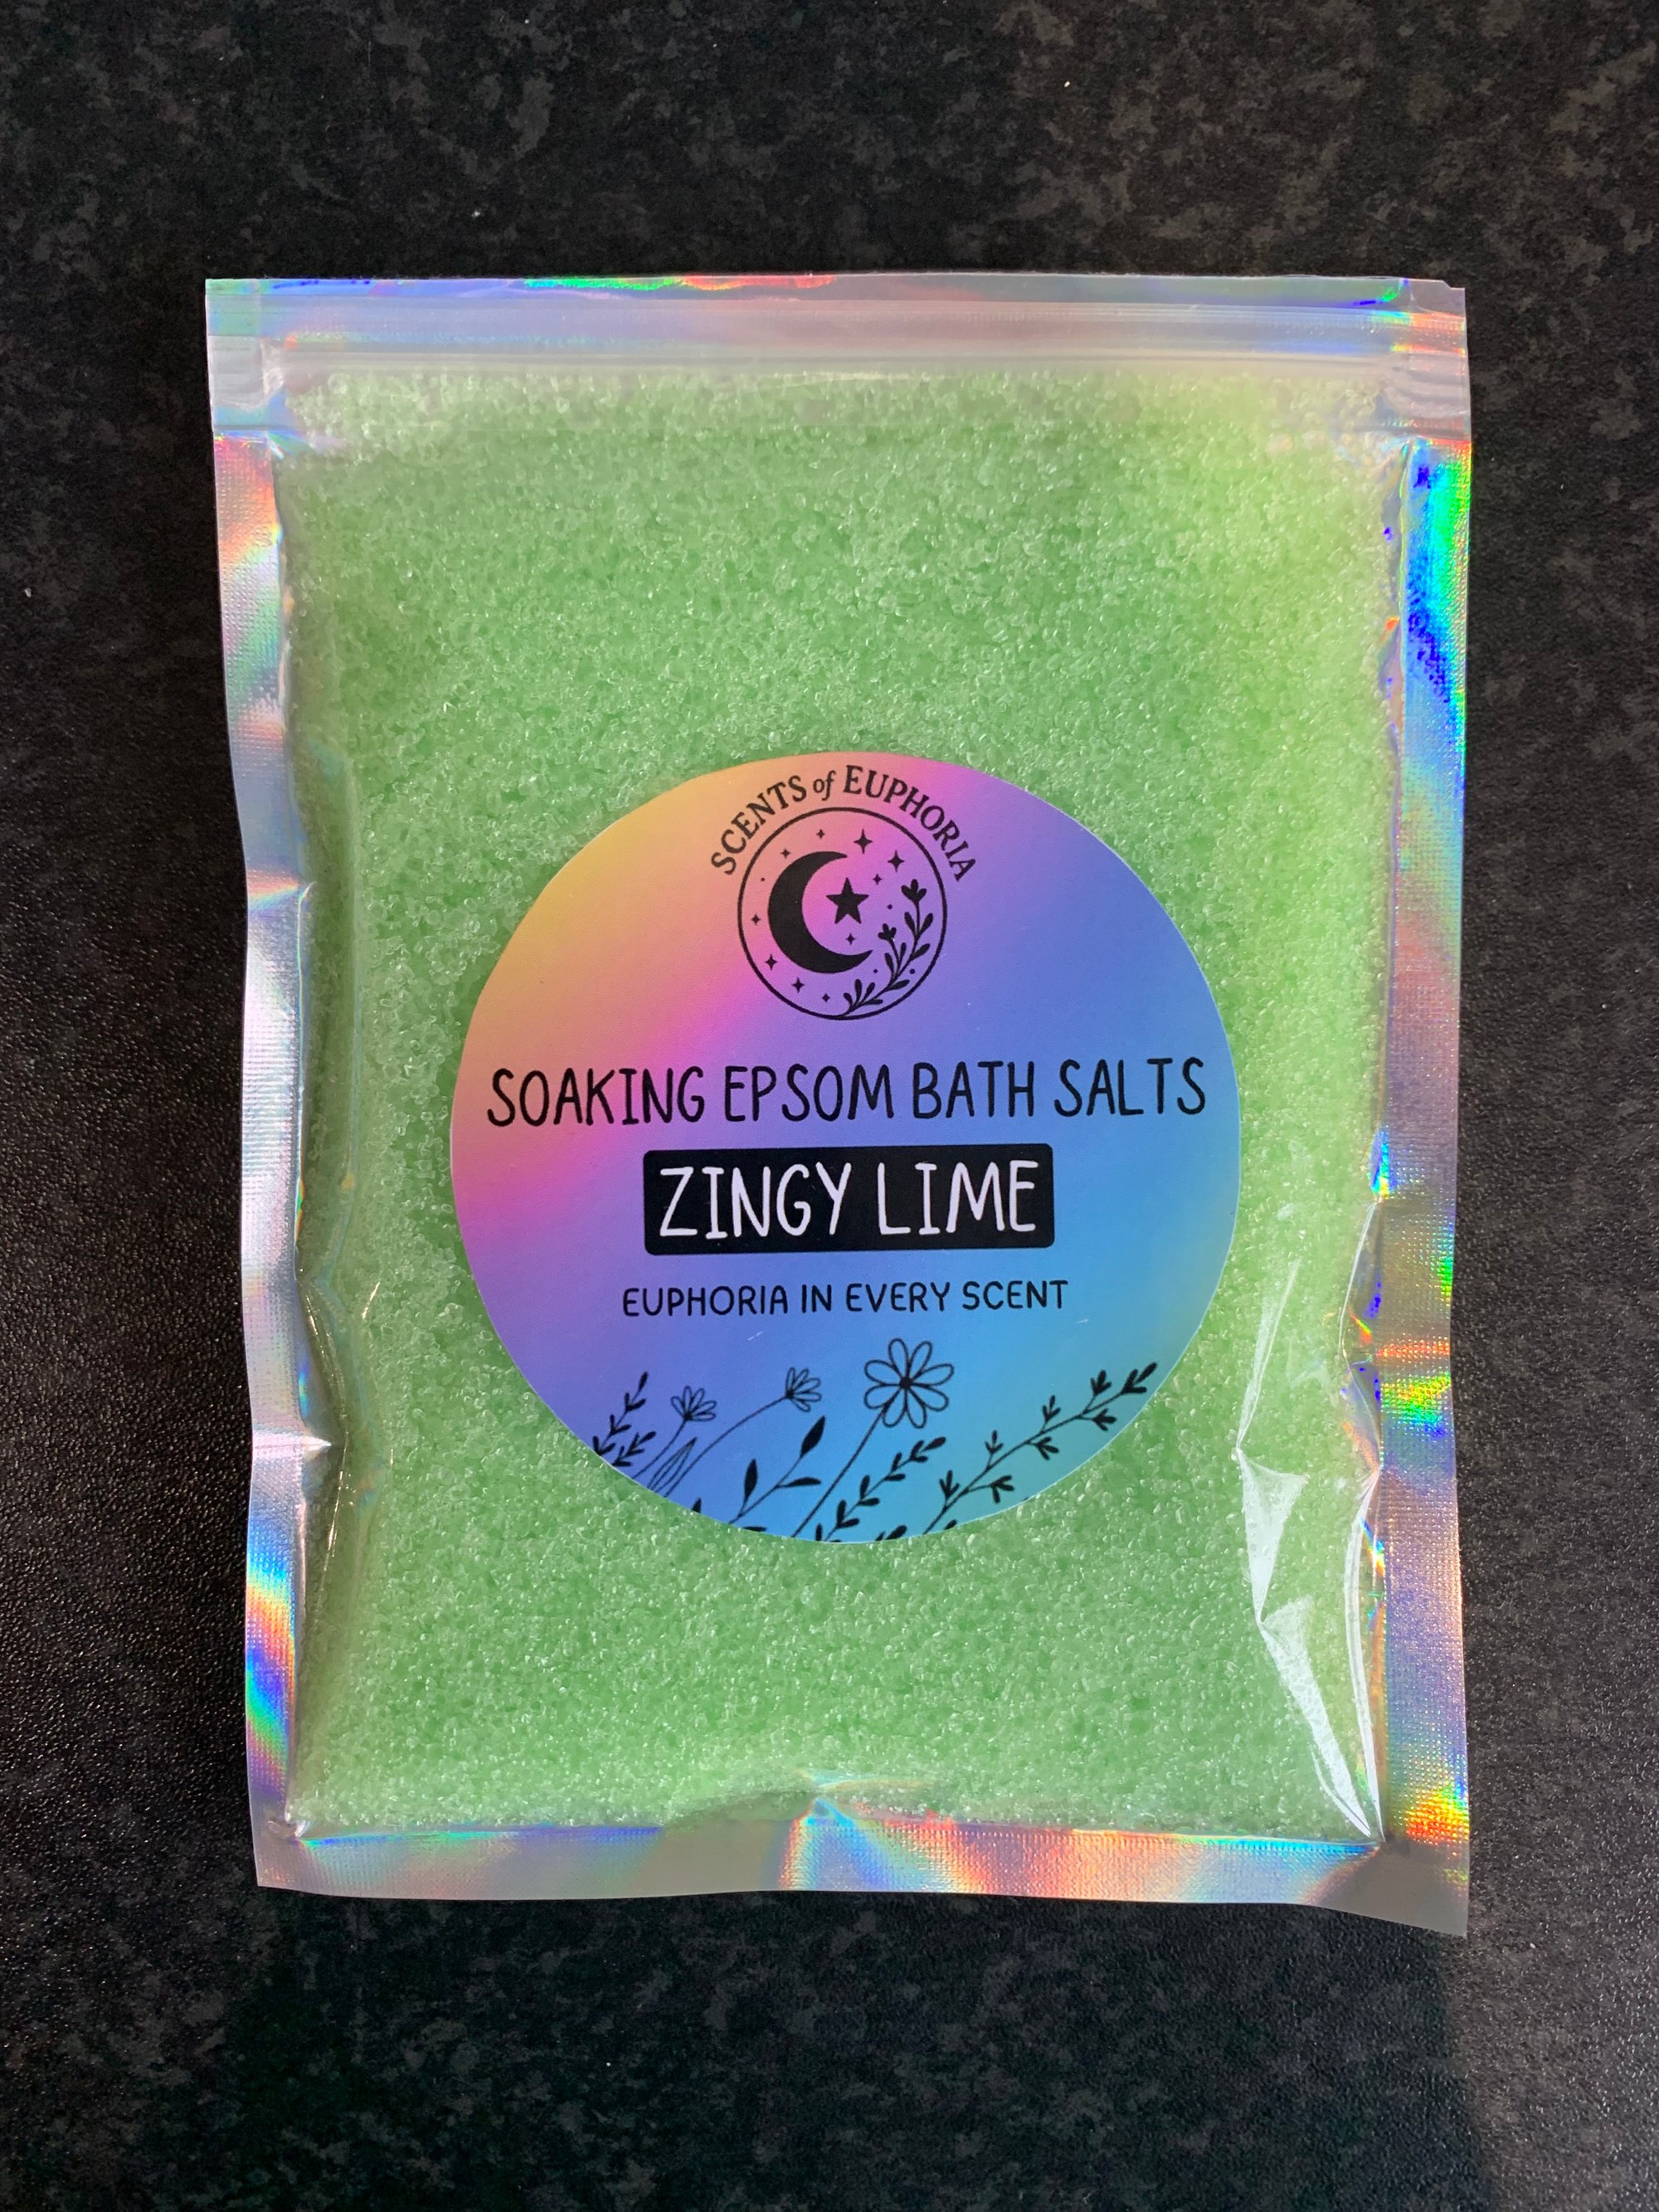 SCENTS of EUPHORIA
SOAKING EPSOM BATH SALTS
ZINGY LIME
EUPHORIA IN EVERY SCENT